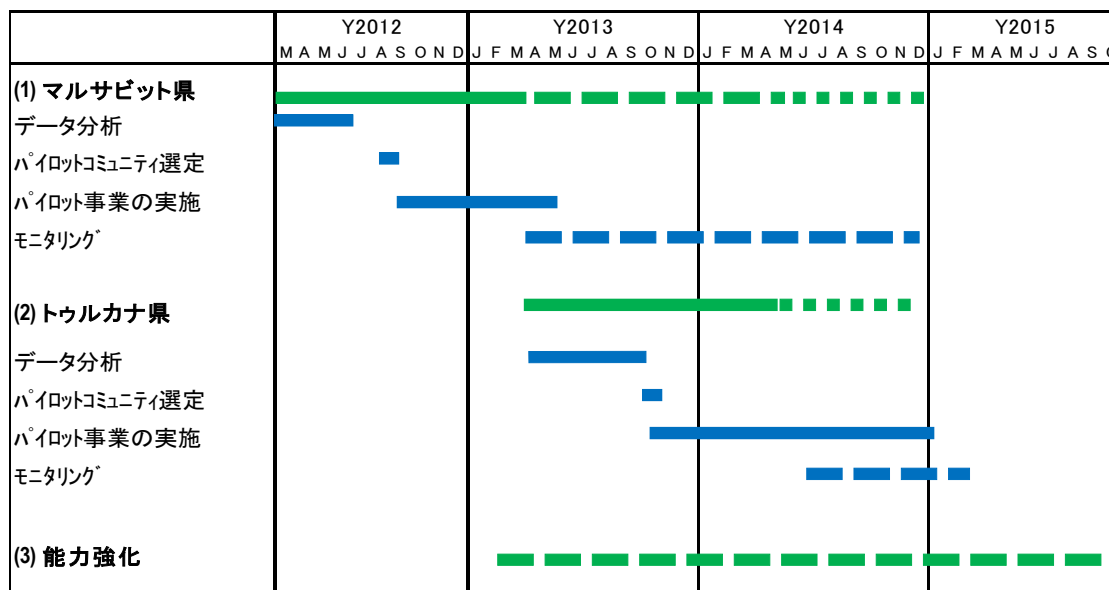 Y2012 Y2013 Y2014 Y2015
M A M J J A S O N D J F M A M J J A S O N D J F M A M J J A S O N D J F M A M J J A S O
(1) マルサビット県
データ分析
パイロットコミュニティ選定
パイロット事業の実施
モニタリング
(2) トゥルカナ県
データ分析
パイロットコミュニティ選定
パイロット事業の実施
モニタリング
(3) 能力強化